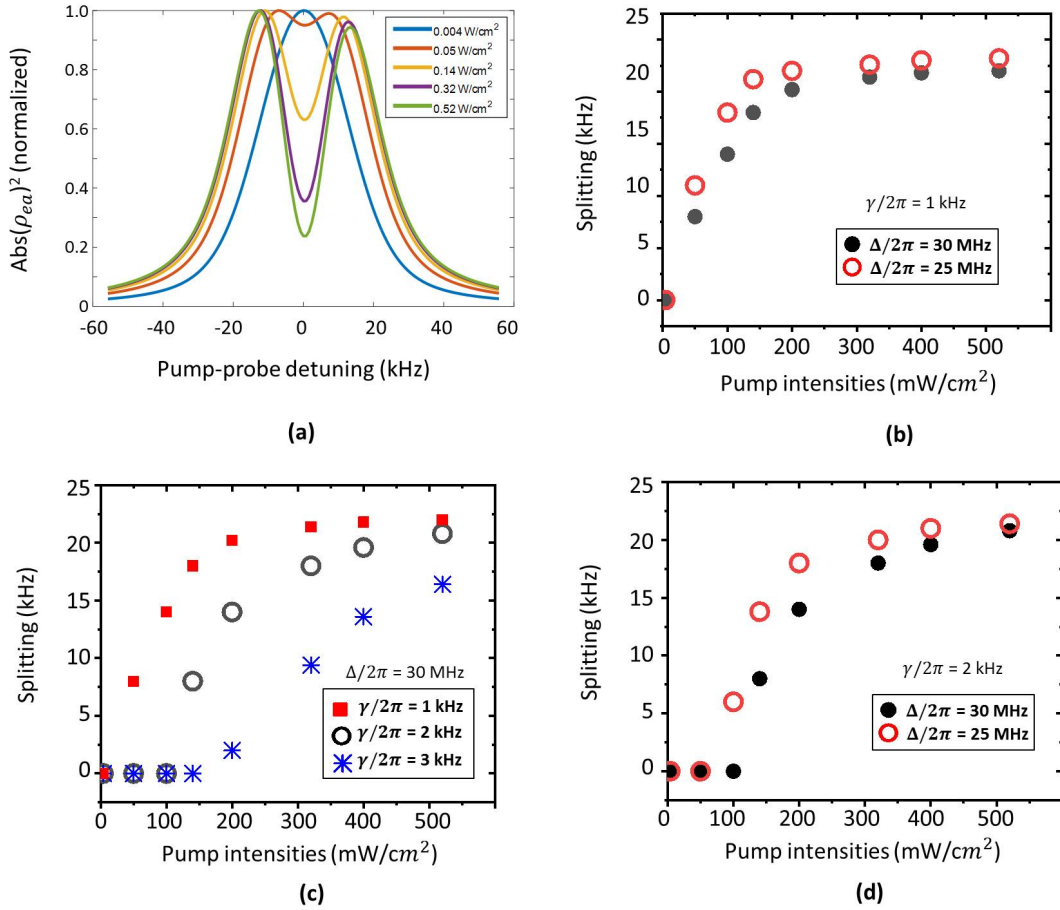 Abs(ρ_ea)² (normalized)
1.0
0.8
0.6
0.4
0.2
0
-60
-40
-20
0
20
40
60
0.004 W/cm²
0.05 W/cm²
0.14 W/cm²
0.32 W/cm²
0.52 W/cm²
Pump-probe detuning (kHz)
(a)
Splitting (kHz)
25
20
15
10
5
0
γ/2π = 1 kHz
Δ/2π = 30 MHz
Δ/2π = 25 MHz
0
100
200
300
400
500
Pump intensities (mW/cm²)
(b)
Splitting (kHz)
25
20
15
10
5
0
Δ/2π = 30 MHz
γ/2π = 1 kHz
γ/2π = 2 kHz
γ/2π = 3 kHz
0
100
200
300
400
500
Pump intensities (mW/cm²)
(c)
Splitting (kHz)
25
20
15
10
5
0
γ/2π = 2 kHz
Δ/2π = 30 MHz
Δ/2π = 25 MHz
0
100
200
300
400
500
Pump intensities (mW/cm²)
(d)